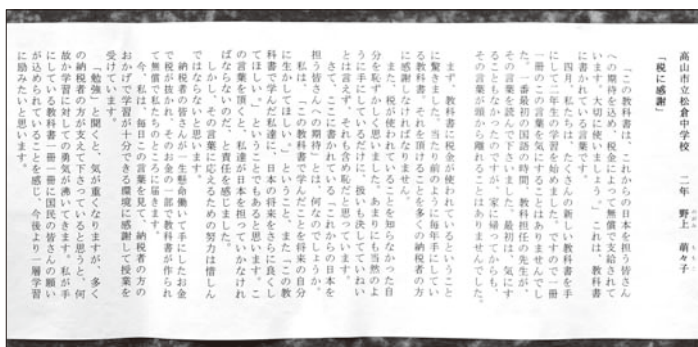 高山市立松倉中学校　二年　野上　萌々子
「税に感謝」
「この教科書は、これからの日本を担う皆さん
への期待を込め、税金によって無償で支給されて
います。大切に使いましょう。」これは、教科書
に書かれている言葉です。
四月、私たちは、たくさんの新しい教科書を手
にして二年生の学習を始めました。ですので一冊
一冊のこの言葉を気にすることはありませんでし
た。一番最初の国語の時間、教科担任の先生が、
その言葉を読んで下さいました。最初は、気にす
ることもなかったのですが、家に帰ってからも、
その言葉が頭から離れることはありませんでした。
まず、教科書に税金が使われているということ
に驚きました。当たり前のように毎年手にしてい
る教科書。それを頂けることを多くの納税者の方
に感謝しなければなりません。
また、税が使われていることを知らなかった自
分を恥ずかしく思いました。あまりにも当然のよ
うに手にしているだけに、扱いも決してていねい
とは言えず、それも含め恥だと思っています。
さて、ここに書かれている「これからの日本を
担う皆さんへの期待」とは、何なのでしょうか。
私は、「この教科書で学んだことを将来の自分
に生かしてほしい。」ということ、また「この教
科書で学んだ私達に、日本の将来をさらに良くし
てほしい。」ということでもあると思います。こ
の言葉を頂くと、私達が日本を担っていかなけれ
ばならないのだ、と責任を感じました。
しかし、その言葉に応えるための努力は惜しん
ではならないと思います。
納税者の皆さんが一生懸命働いて手にしたお金
で税が抜かれ、そのお金の一部で教科書が作られ
て無償で私たちのところに届きます。
今、私は、毎日この言葉を見て、納税者の方の
おかげで学習が十分できる環境に感謝して授業を
受けています。
「勉強」と聞くと、気が重くなりますが、多く
の納税者の方が支えて下さっていると思うと、何
故か学習に対しての勇気が沸いてきます。私が手
にしている教科書一冊一冊に国民の皆さんの願い
が込められていることを感じ、今後より一層学習
に励みたいと思います。